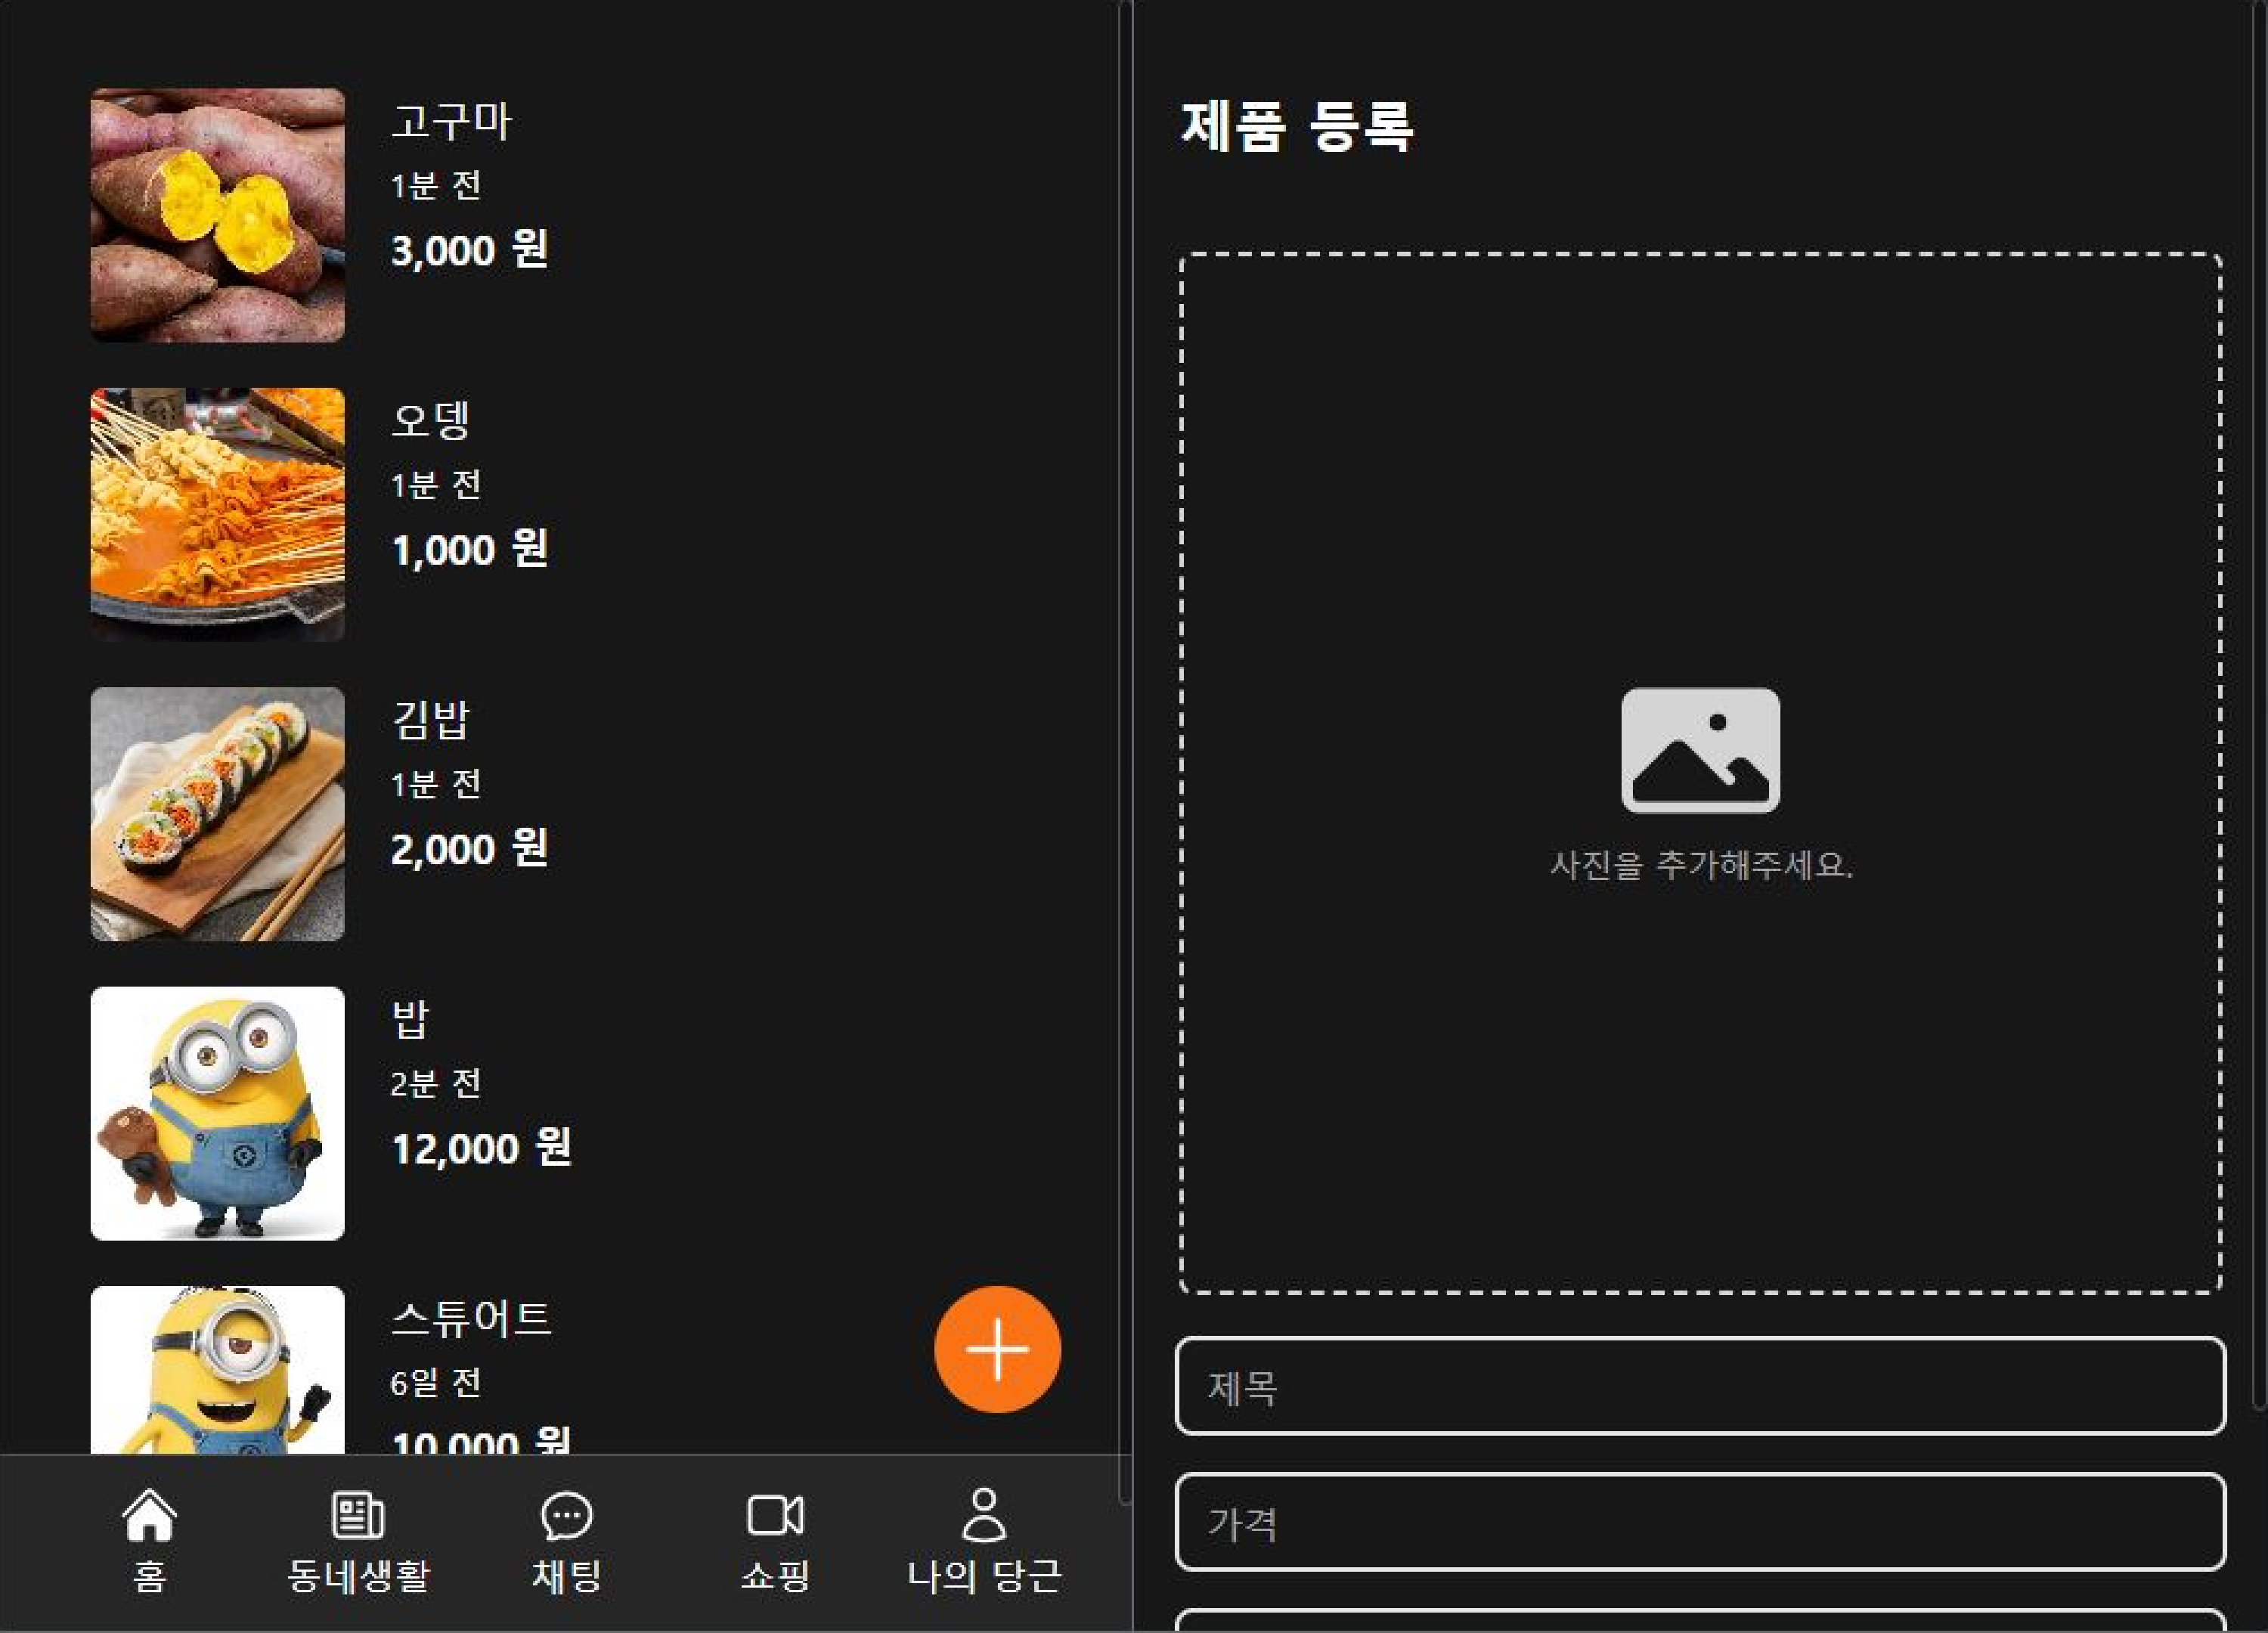 고구마
1분 전
3,000 원
오뎅
1분 전
1,000 원
김밥
1분 전
2,000 원
밥
2분 전
12,000 원
스튜어트
6일 전
10,000 원
홈
동네생활
채팅
쇼핑
나의 당근
제품 등록
사진을 추가해주세요.
제목
가격